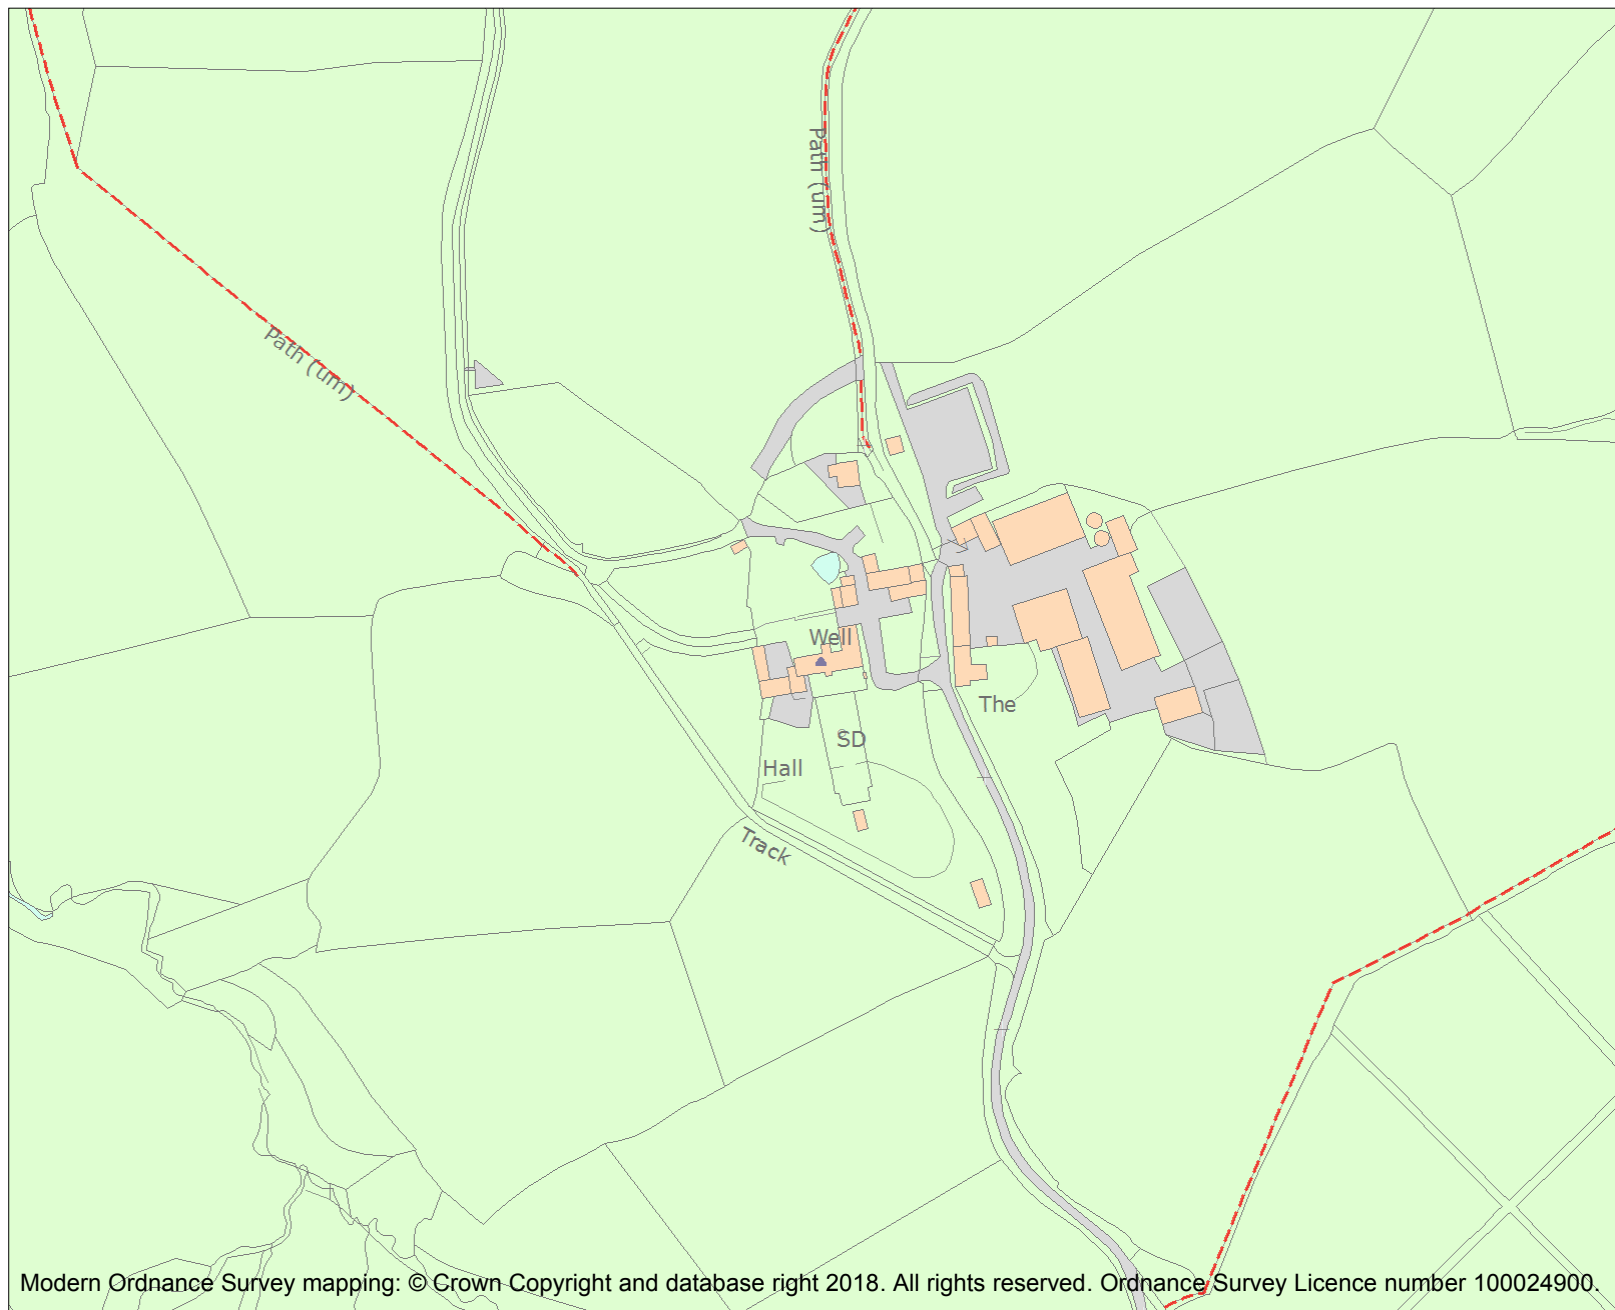 Path (um)
Path (um)
Well
The
SD
Hall
Track
Modern Ordnance Survey mapping: © Crown Copyright and database right 2018. All rights reserved. Ordnance Survey Licence number 100024900.